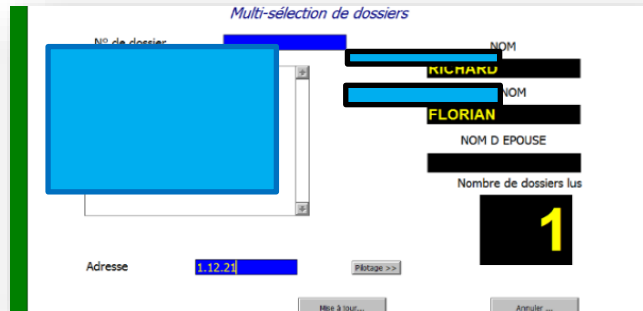 Multi-sélection de dossiers
N° de dossier
NOM
RICHARD
NOM
FLORIAN
NOM D EPOUSE
Nombre de dossiers lus
1
Adresse
1.12.21
Pilotage >>
Mise à jour...
Annuler ...